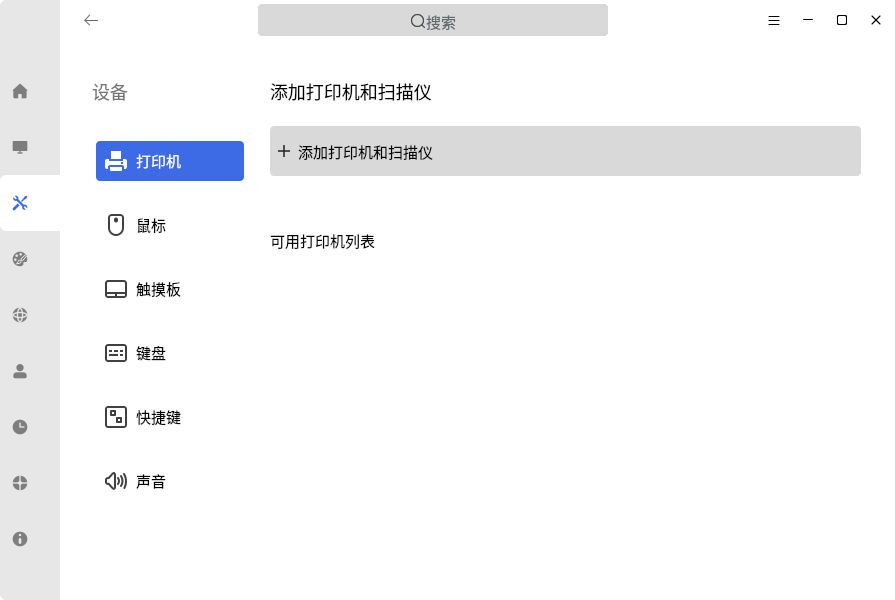 搜索
设备
打印机
鼠标
触摸板
键盘
快捷键
声音
添加打印机和扫描仪
添加打印机和扫描仪
可用打印机列表